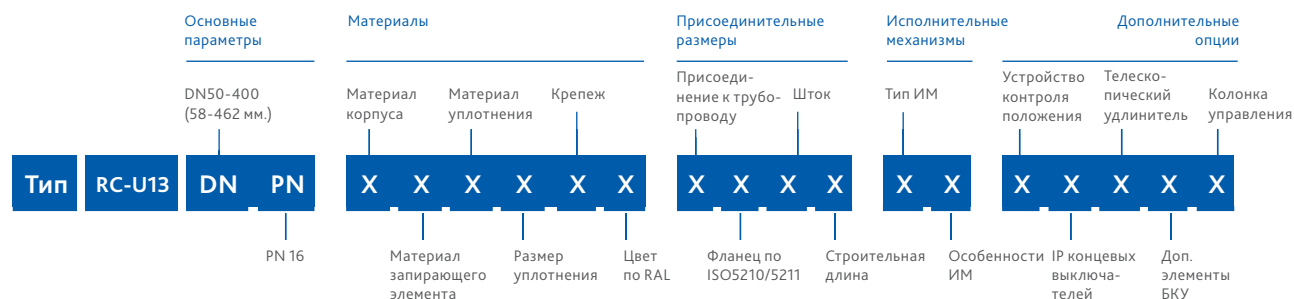 Основные
параметры
Материалы
Присоединительные
размеры
Исполнительные
механизмы
Дополнительные
опции
DN50-400
(58-462 мм.)
Материал
корпуса
Материал
уплотнения
Крепеж
Присоеди-
нение к трубо-
проводу
Шток
Тип ИМ
Устройство
контроля
положения
Телеско-
пический
удлинитель
Колонка
управления
Тип RC-U13 DN PN X X X X X X X X X X X X X X X X X
PN 16
Материал
запирающего
элемента
Размер
уплотнения
Цвет
по RAL
Фланец по
ISO5210/5211
Строительная
длина
Особенности
ИМ
IP концевых
выключа-
телей
Доп.
элементы
БКУ